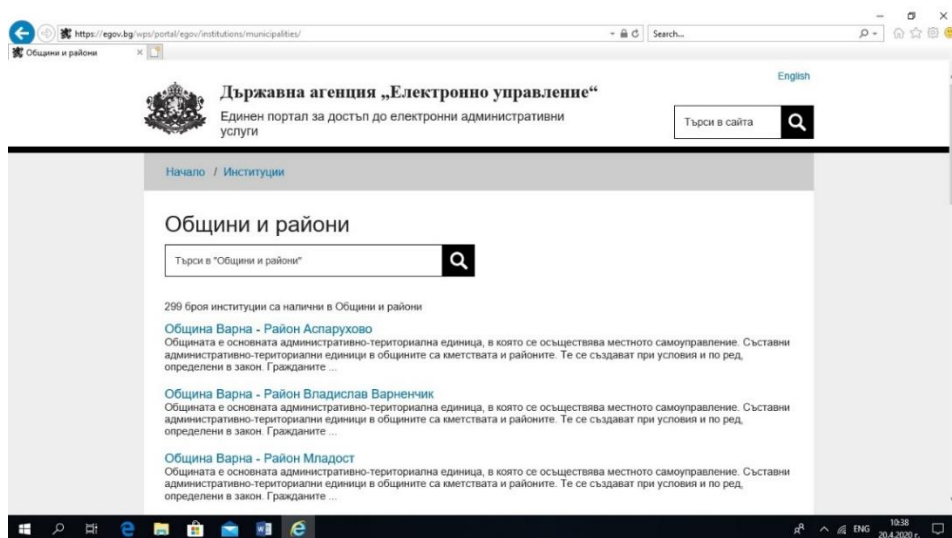 https://egov.bg/wps/portal/egov/institutions/municipalities/
Search...
Общини и райони
English
Държавна агенция „Електронно управление“
Единен портал за достъп до електронни административни
услуги
Търси в сайта
Начало / Институции
Общини и райони
Търси в "Общини и райони"
299 броя институции са налични в Общини и райони
Община Варна - Район Аспарухово
Общината е основната административно-териториална единица, в която се осъществява местното самоуправление. Съставни
административно-териториални единици в общините са кметствата и районите. Те се създават при условия и по ред,
определени в закон. Гражданите ...
Община Варна - Район Владислав Варненчик
Общината е основната административно-териториална единица, в която се осъществява местното самоуправление. Съставни
административно-териториални единици в общините са кметствата и районите. Те се създават при условия и по ред,
определени в закон. Гражданите ...
Община Варна - Район Младост
Общината е основната административно-териториална единица, в която се осъществява местното самоуправление. Съставни
административно-териториални единици в общините са кметствата и районите. Те се създават при условия и по ред,
определени в закон. Гражданите ...
ENG
10:38
20.4.2020 г.